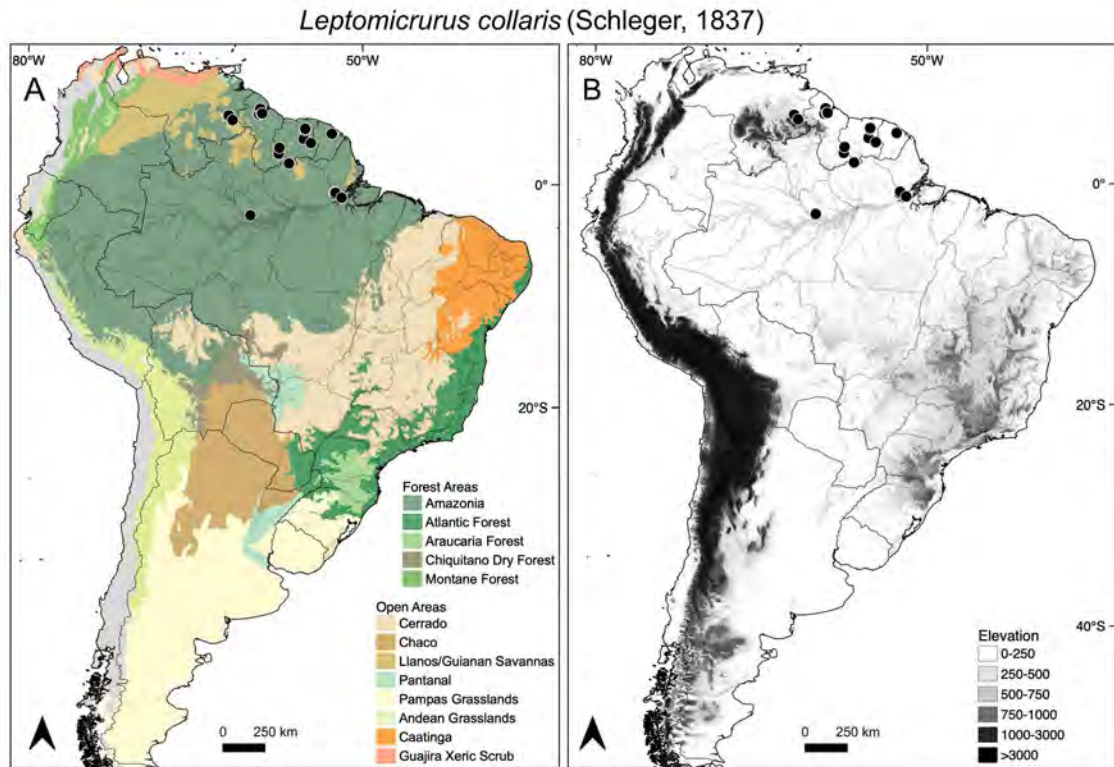 Leptomicrurus collaris (Schleger, 1837)
80°W
50°W
A
0°
20°S
Forest Areas
Amazonia
Atlantic Forest
Araucaria Forest
Chiquitano Dry Forest
Montane Forest
Open Areas
Cerrado
Chaco
Llanos/Guianan Savannas
Pantanal
Pampas Grasslands
Andean Grasslands
Caatinga
Guajira Xeric Scrub
0 250 km
80°W
50°W
B
0°
20°S
40°S
Elevation
0-250
250-500
500-750
750-1000
1000-3000
>3000
0 250 km